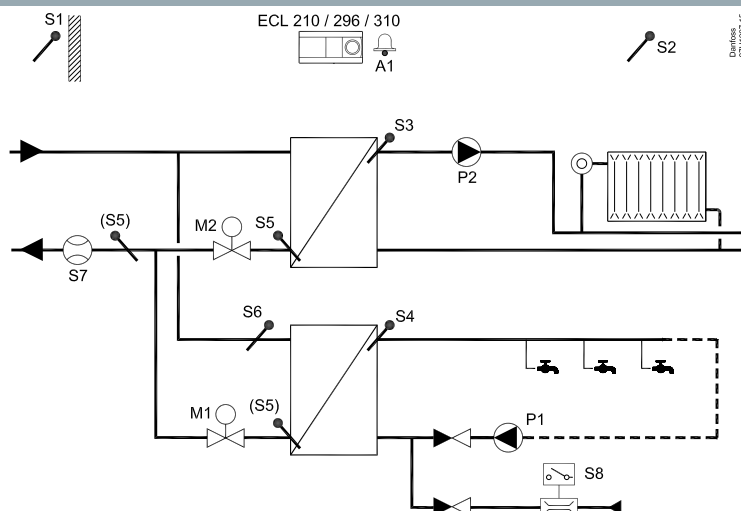 S1
ECL 210 / 296 / 310
A1
S2
Danfoss
S3
P2
(S5)
M2
S5
S7
S6
S4
M1
(S5)
P1
S8